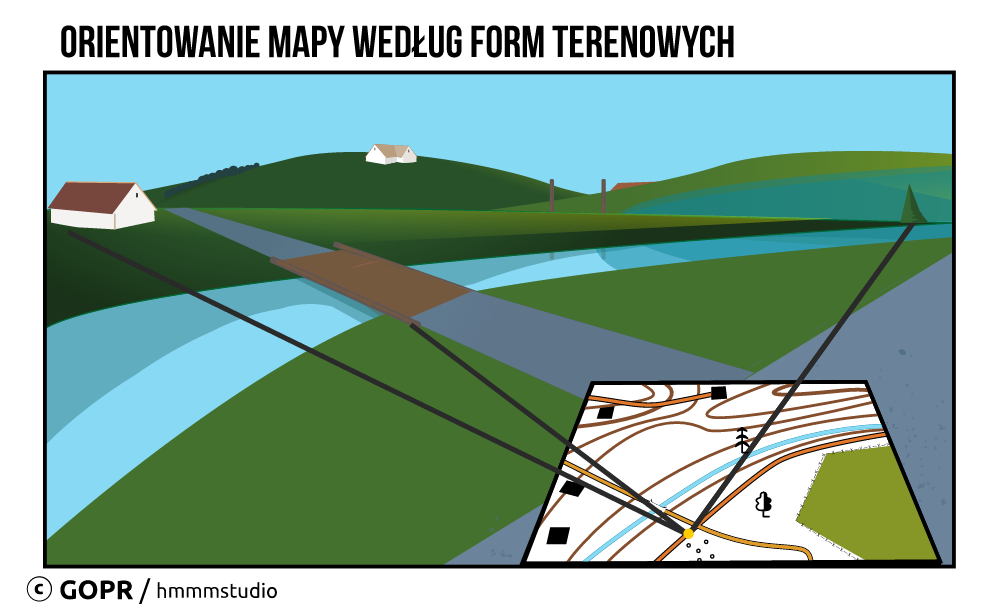 ORIENTOWANIE MAPY WEDŁUG FORM TERENOWYCH
© GOPR / hmmmstudio